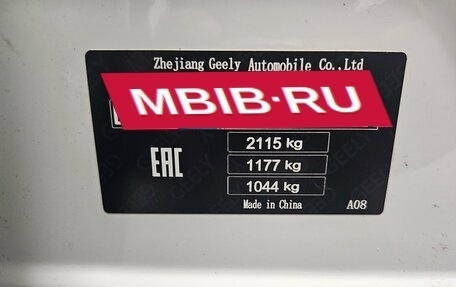 Zhejiang Geely Automobile Co.,Ltd
MBIB·RU
2115 kg
EAC 1177 kg
1044 kg
Made in China A08